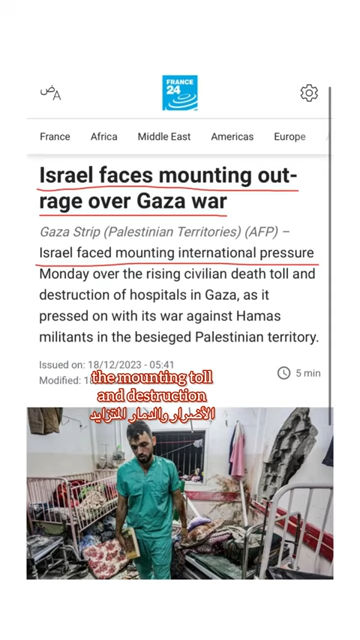 ض A
FRANCE
24
France Africa Middle East Americas Europe
Israel faces mounting out-
rage over Gaza war
Gaza Strip (Palestinian Territories) (AFP) –
Israel faced mounting international pressure
Monday over the rising civilian death toll and
destruction of hospitals in Gaza, as it
pressed on with its war against Hamas
militants in the besieged Palestinian territory.
Issued on: 18/12/2023 - 05:41
5 min
Modified: 18
the mounting toll
and destruction
الأضرار والدمار المتزايد